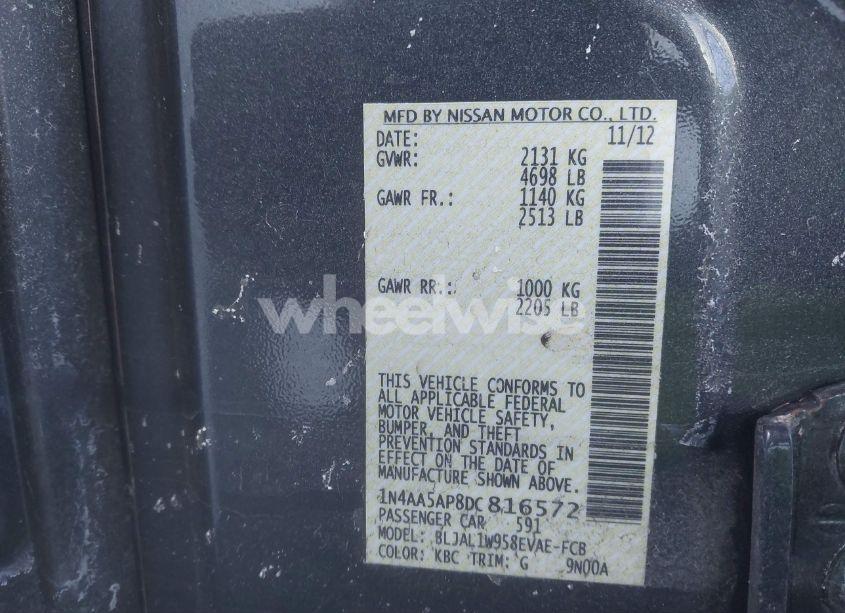 MFD BY NISSAN MOTOR CO., LTD.
DATE: 11/12
GVWR: 2131 KG
4698 LB
GAWR FR.: 1140 KG
2513 LB
GAWR RR.: 1000 KG
2205 LB
wheelwise
THIS VEHICLE CONFORMS TO
ALL APPLICABLE FEDERAL
MOTOR VEHICLE SAFETY,
BUMPER, AND THEFT
PREVENTION STANDARDS IN
EFFECT ON THE DATE OF
MANUFACTURE SHOWN ABOVE.
1N4AA5AP8DC816572
PASSENGER CAR 591
MODEL: BLJAL1W958EVAE-FCB
COLOR: KBC TRIM: G 9N00A